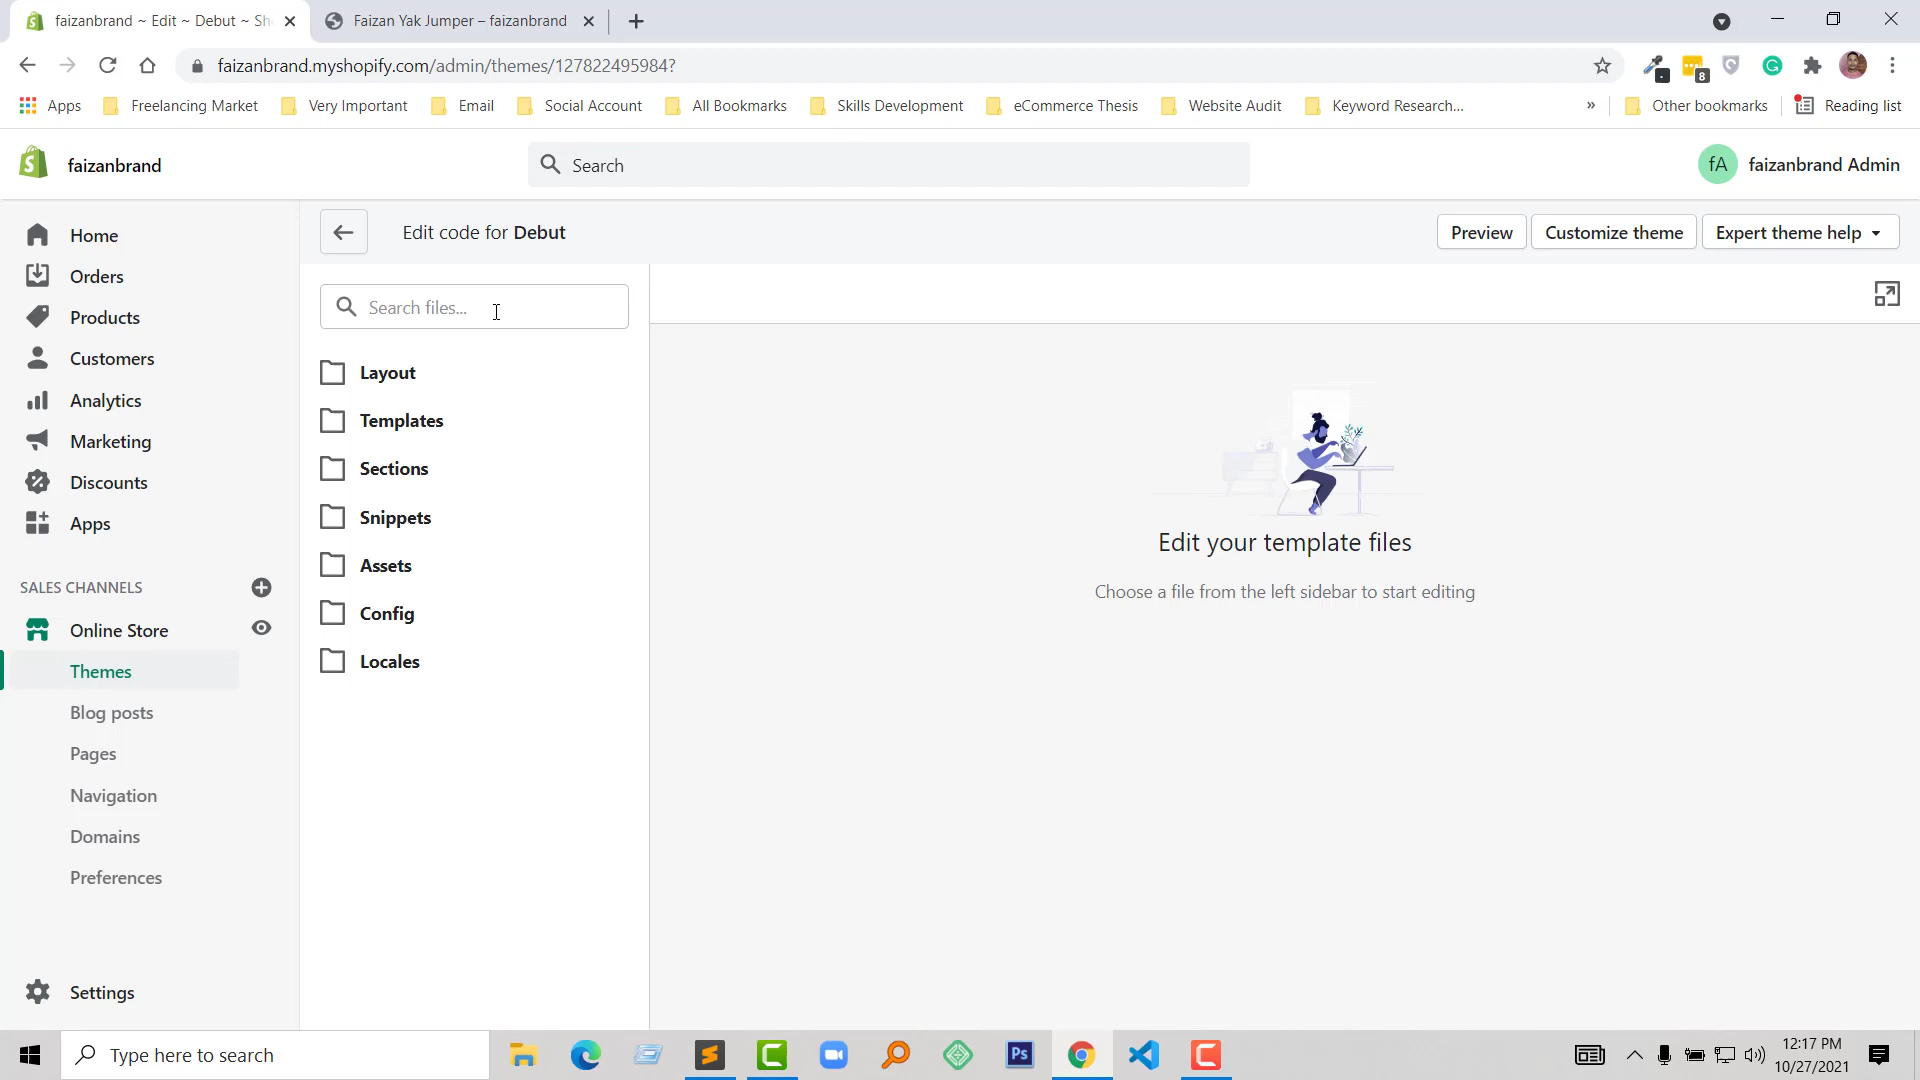 faizanbrand ~ Edit ~ Debut ~ Sh
Faizan Yak Jumper – faizanbrand
faizanbrand.myshopify.com/admin/themes/127822495984?
8
Apps
Freelancing Market
Very Important
Email
Social Account
All Bookmarks
Skills Development
eCommerce Thesis
Website Audit
Keyword Research...
»
Other bookmarks
Reading list
faizanbrand
Search
fA
faizanbrand Admin
Home
Orders
Products
Customers
Analytics
Marketing
Discounts
Apps
SALES CHANNELS
Online Store
Themes
Blog posts
Pages
Navigation
Domains
Preferences
Settings
Edit code for Debut
Preview
Customize theme
Expert theme help
Search files...
Layout
Templates
Sections
Snippets
Assets
Config
Locales
Edit your template files
Choose a file from the left sidebar to start editing
Type here to search
Ps
12:17 PM
10/27/2021